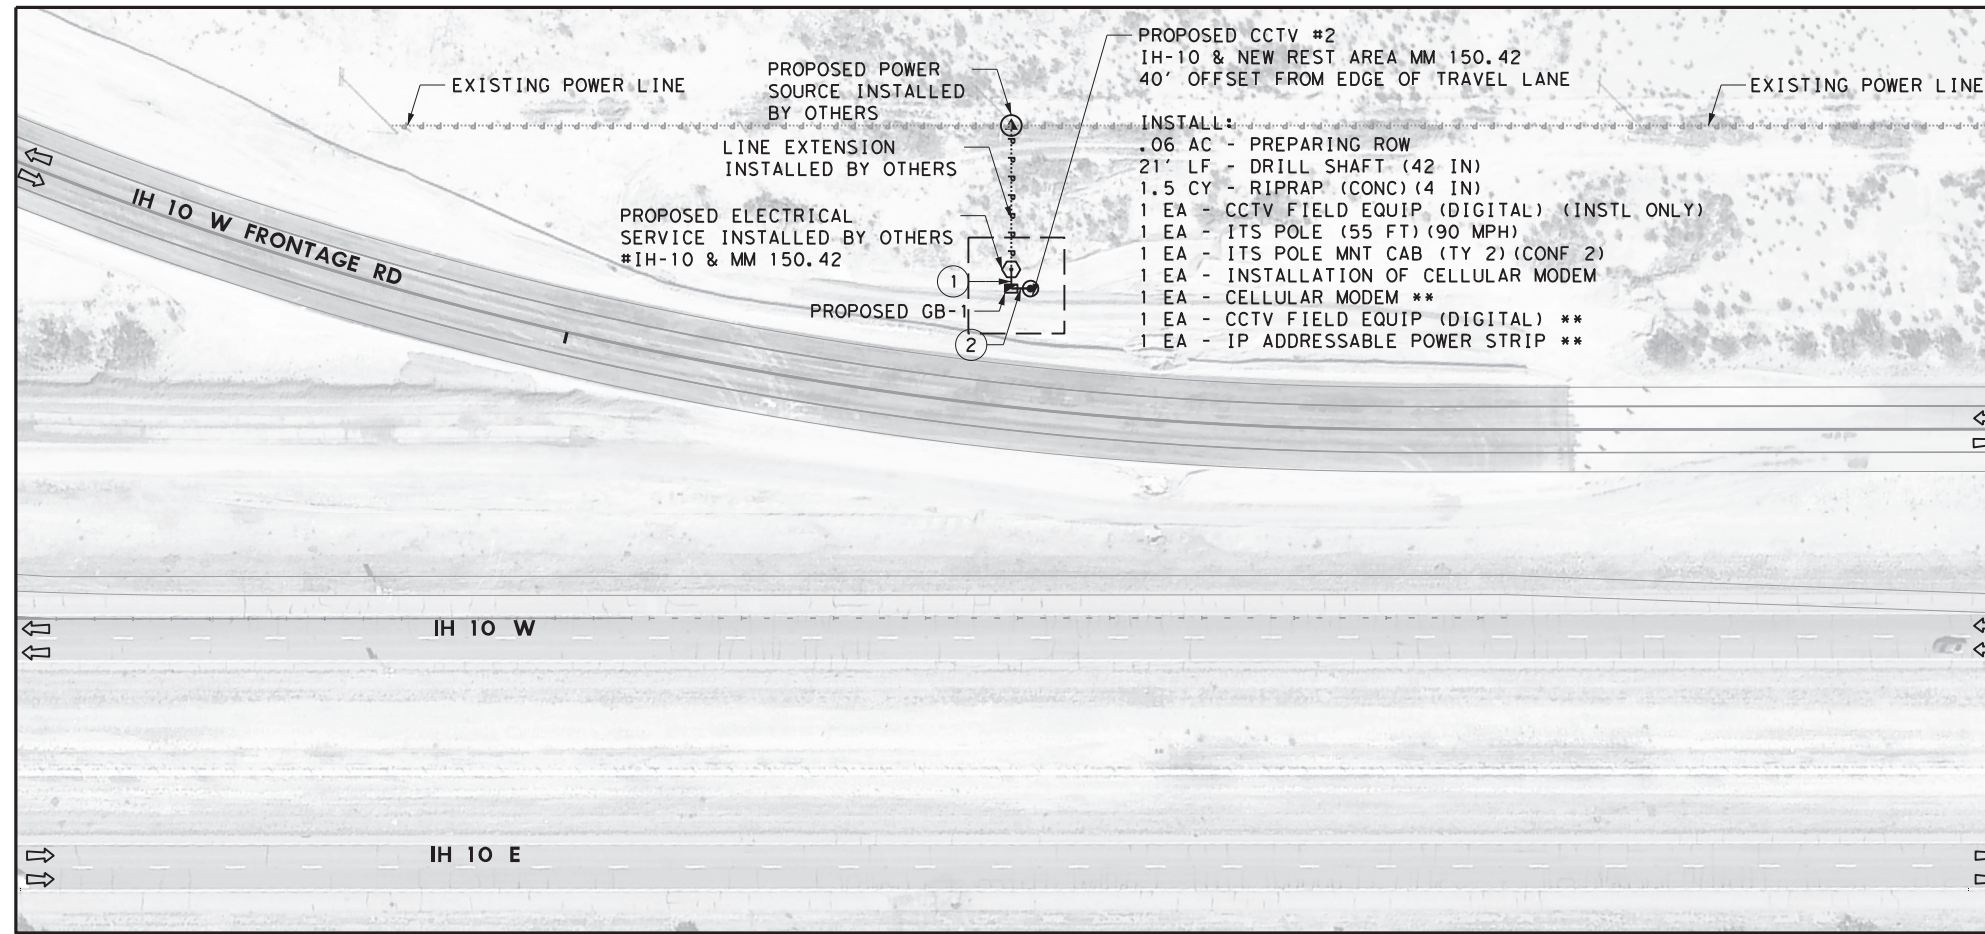 PROPOSED CCTV #2
IH-10 & NEW REST AREA MM 150.42
40' OFFSET FROM EDGE OF TRAVEL LANE
INSTALL:
.06 AC - PREPARING ROW
21' LF - DRILL SHAFT (42 IN)
1.5 CY - RIPRAP (CONC)(4 IN)
1 EA - CCTV FIELD EQUIP (DIGITAL) (INSTL ONLY)
1 EA - ITS POLE (55 FT)(90 MPH)
1 EA - ITS POLE MNT CAB (TY 2)(CONF 2)
1 EA - INSTALLATION OF CELLULAR MODEM
1 EA - CELLULAR MODEM **
1 EA - CCTV FIELD EQUIP (DIGITAL) **
1 EA - IP ADDRESSABLE POWER STRIP **
EXISTING POWER LINE
PROPOSED POWER
SOURCE INSTALLED
BY OTHERS
EXISTING POWER LINE
LINE EXTENSION
INSTALLED BY OTHERS
P
P
P
P
P
P
PROPOSED ELECTRICAL
SERVICE INSTALLED BY OTHERS
#IH-10 & MM 150.42
1
PROPOSED GB-1
2
IH 10 W FRONTAGE RD
IH 10 W
IH 10 E